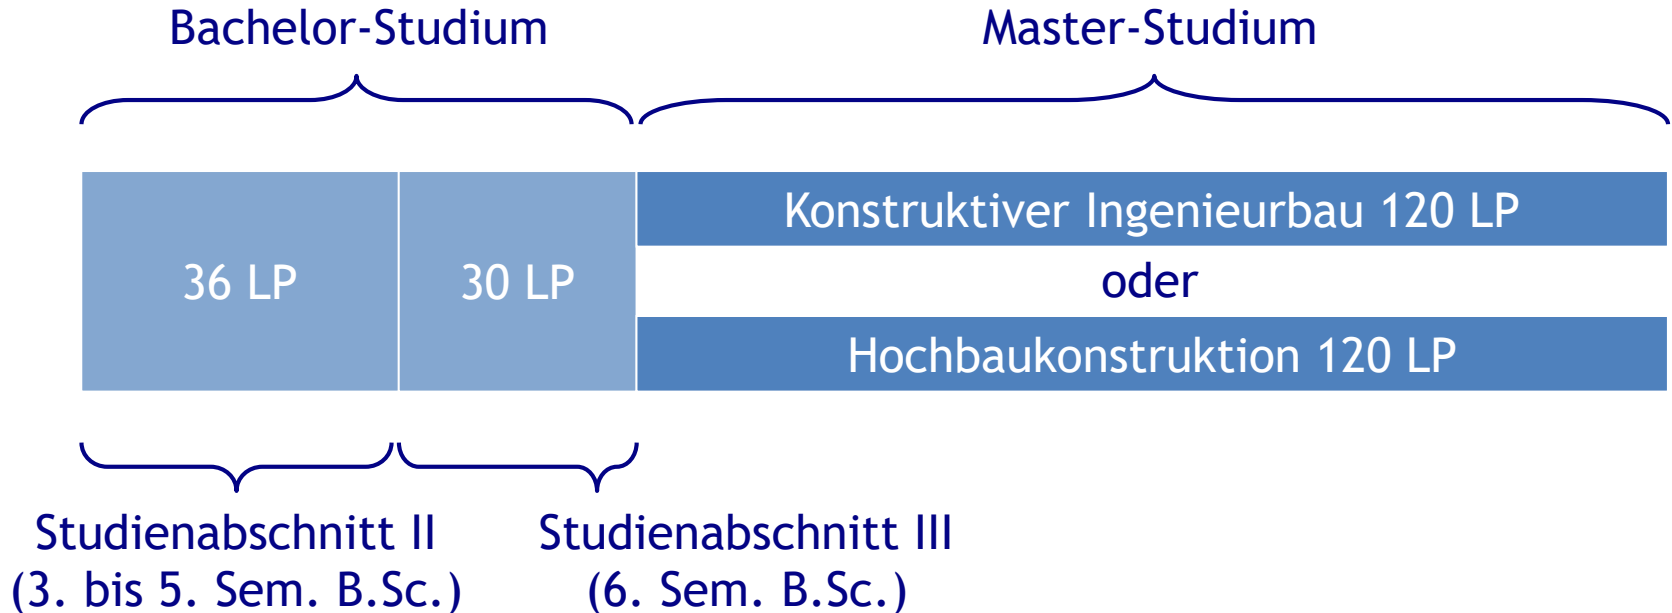 Bachelor-Studium
Master-Studium
36 LP
30 LP
Konstruktiver Ingenieurbau 120 LP
oder
Hochbaukonstruktion 120 LP
Studienabschnitt II
(3. bis 5. Sem. B.Sc.)
Studienabschnitt III
(6. Sem. B.Sc.)